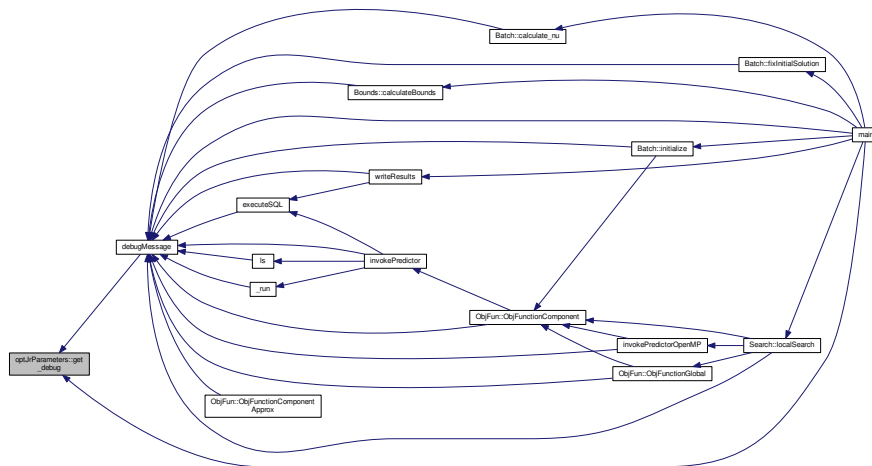 Batch::calculate_nu
Batch::fixInitialSolution
Bounds::calculateBounds
main
Batch::initialize
writeResults
executeSQL
debugMessage
ls
invokePredictor
_run
ObjFun::ObjFunctionComponent
invokePredictorOpenMP
Search::localSearch
optJrParameters::get
_debug
ObjFun::ObjFunctionGlobal
ObjFun::ObjFunctionComponent
Approx